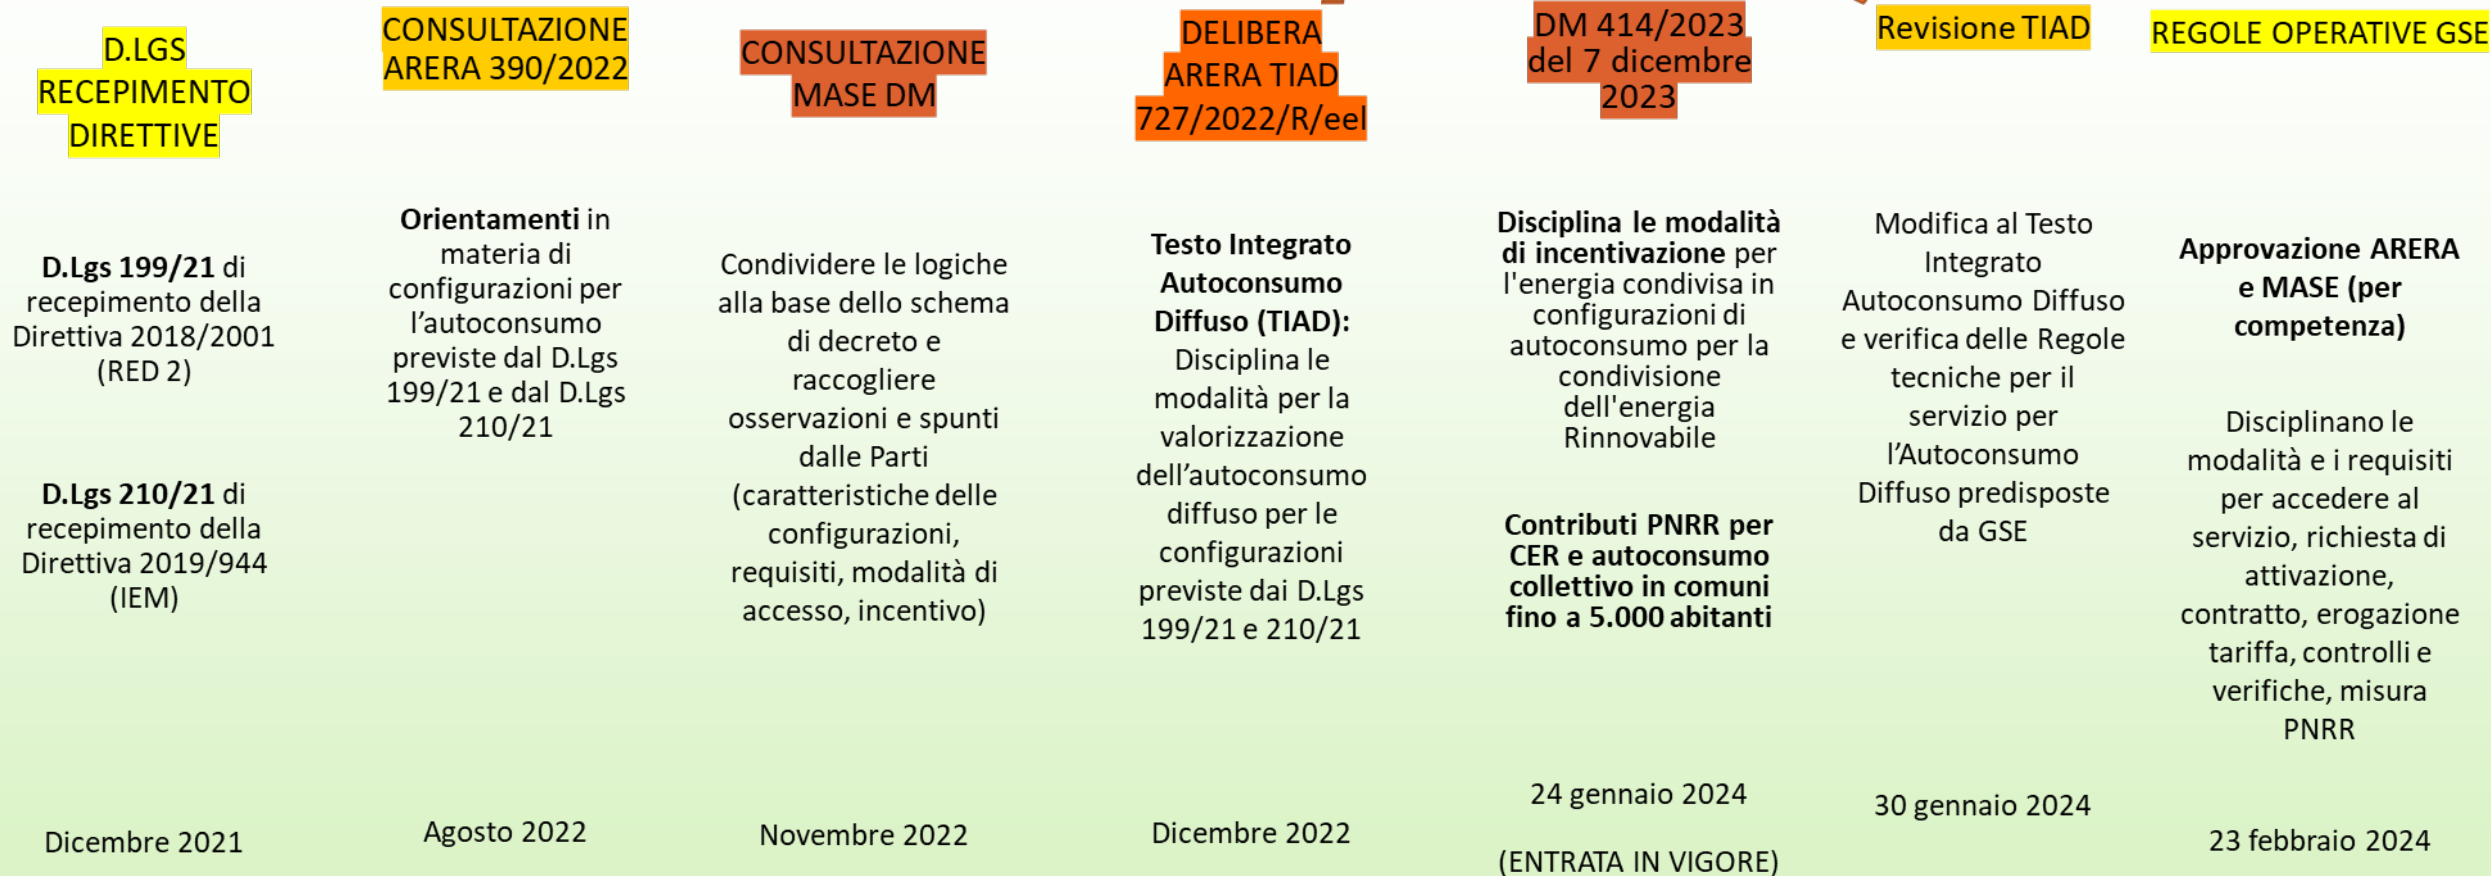 D.LGS
RECEPIMENTO
DIRETTIVE
D.Lgs 199/21 di
recepimento della
Direttiva 2018/2001
(RED 2)
D.Lgs 210/21 di
recepimento della
Direttiva 2019/944
(IEM)
Dicembre 2021
CONSULTAZIONE
ARERA 390/2022
Orientamenti in
materia di
configurazioni per
l’autoconsumo
previste dal D.Lgs
199/21 e dal D.Lgs
210/21
Agosto 2022
CONSULTAZIONE
MASE DM
Condividere le logiche
alla base dello schema
di decreto e
raccogliere
osservazioni e spunti
dalle Parti
(caratteristiche delle
configurazioni,
requisiti, modalità di
accesso, incentivo)
Novembre 2022
DELIBERA
ARERA TIAD
727/2022/R/eel
Testo Integrato
Autoconsumo
Diffuso (TIAD):
Disciplina le
modalità per la
valorizzazione
dell’autoconsumo
diffuso per le
configurazioni
previste dai D.Lgs
199/21 e 210/21
Dicembre 2022
DM 414/2023
del 7 dicembre
2023
Disciplina le modalità
di incentivazione per
l'energia condivisa in
configurazioni di
autoconsumo per la
condivisione
dell'energia
Rinnovabile
Contributi PNRR per
CER e autoconsumo
collettivo in comuni
fino a 5.000 abitanti
24 gennaio 2024
(ENTRATA IN VIGORE)
Revisione TIAD
Modifica al Testo
Integrato
Autoconsumo Diffuso
e verifica delle Regole
tecniche per il
servizio per
l’Autoconsumo
Diffuso predisposte
da GSE
30 gennaio 2024
REGOLE OPERATIVE GSE
Approvazione ARERA
e MASE (per
competenza)
Disciplinano le
modalità e i requisiti
per accedere al
servizio, richiesta di
attivazione,
contratto, erogazione
tariffa, controlli e
verifiche, misura
PNRR
23 febbraio 2024